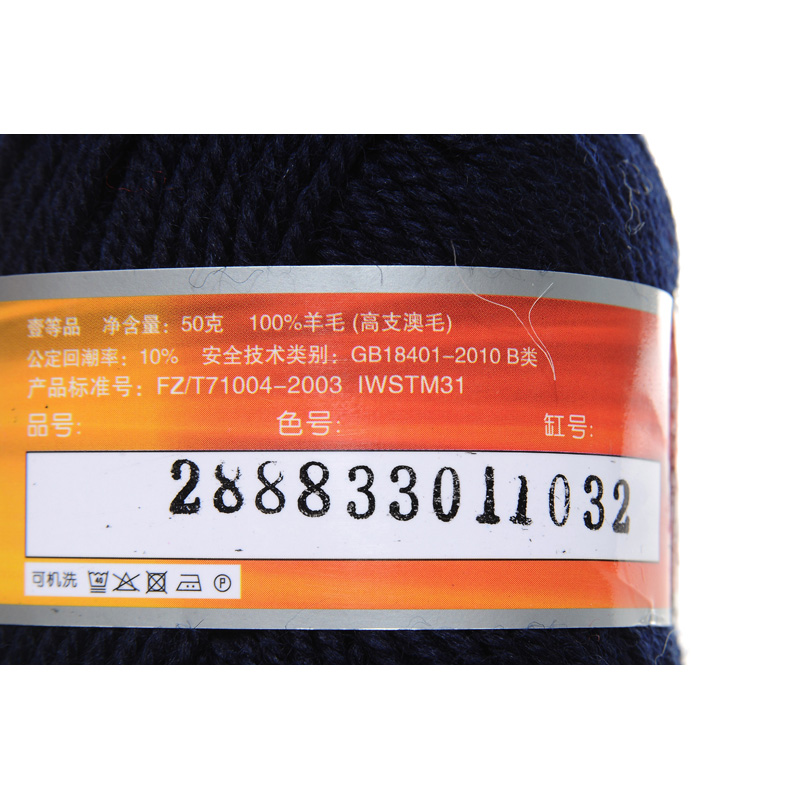 壹等品 净含量：50克 100%羊毛 (高支澳毛)
公定回潮率：10% 安全技术类别：GB18401-2010 B类
产品标准号：FZ/T71004-2003 IWSTM31
品号: 色号: 缸号:
288833011032
可机洗 40 P